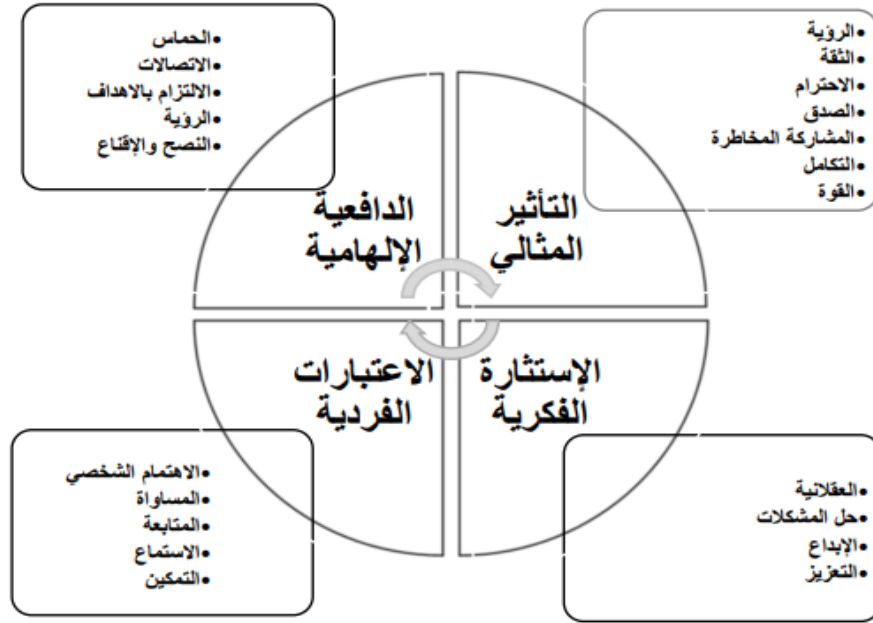 •الرؤية
•الثقة
•الاحترام
•الصدق
•المشاركة المخاطرة
•التكامل
•القوة
التأثير
المثالي
•الحماس
•الاتصالات
•الالتزام بالاهداف
•الرؤية
•النصح والإقناع
الدافعية
الإلهامية
الإستثارة
الفكرية
•العقلانية
•حل المشكلات
•الإبداع
•التعزيز
الاعتبارات
الفردية
•الاهتمام الشخصي
•المساواة
•المتابعة
•الاستماع
•التمكين